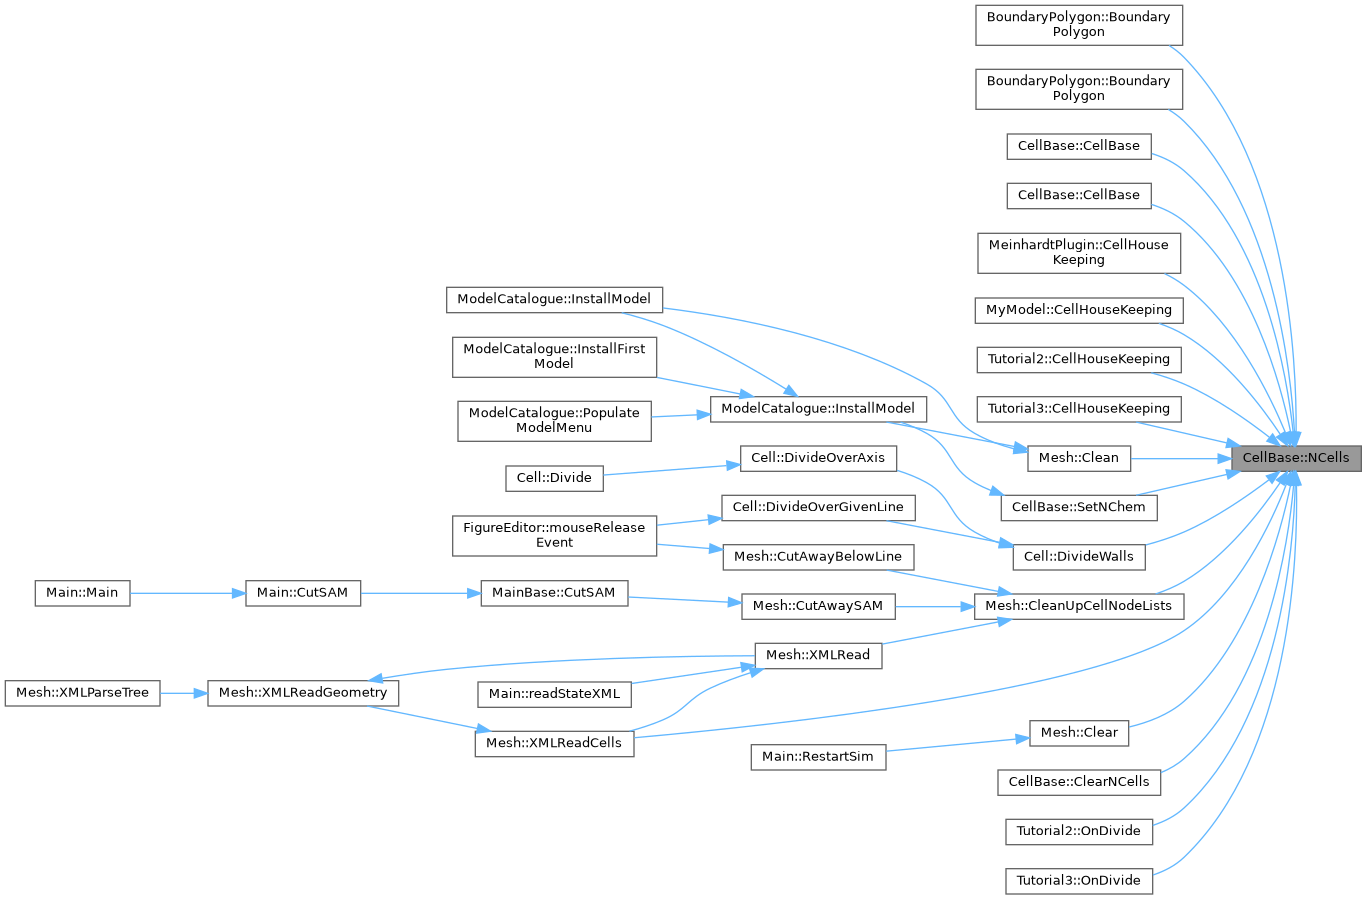 BoundaryPolygon::Boundary
Polygon
BoundaryPolygon::Boundary
Polygon
CellBase::CellBase
CellBase::CellBase
MeinhardtPlugin::CellHouse
Keeping
ModelCatalogue::InstallModel
MyModel::CellHouseKeeping
ModelCatalogue::InstallFirst
Model
Tutorial2::CellHouseKeeping
ModelCatalogue::Populate
ModelMenu
ModelCatalogue::InstallModel
Tutorial3::CellHouseKeeping
Cell::Divide
Cell::DivideOverAxis
Mesh::Clean
CellBase::NCells
FigureEditor::mouseRelease
Event
Cell::DivideOverGivenLine
CellBase::SetNChem
Mesh::CutAwayBelowLine
Cell::DivideWalls
Main::Main
Main::CutSAM
MainBase::CutSAM
Mesh::CutAwaySAM
Mesh::CleanUpCellNodeLists
Mesh::XMLRead
Mesh::XMLParseTree
Mesh::XMLReadGeometry
Main::readStateXML
Mesh::XMLReadCells
Mesh::Clear
Main::RestartSim
CellBase::ClearNCells
Tutorial2::OnDivide
Tutorial3::OnDivide